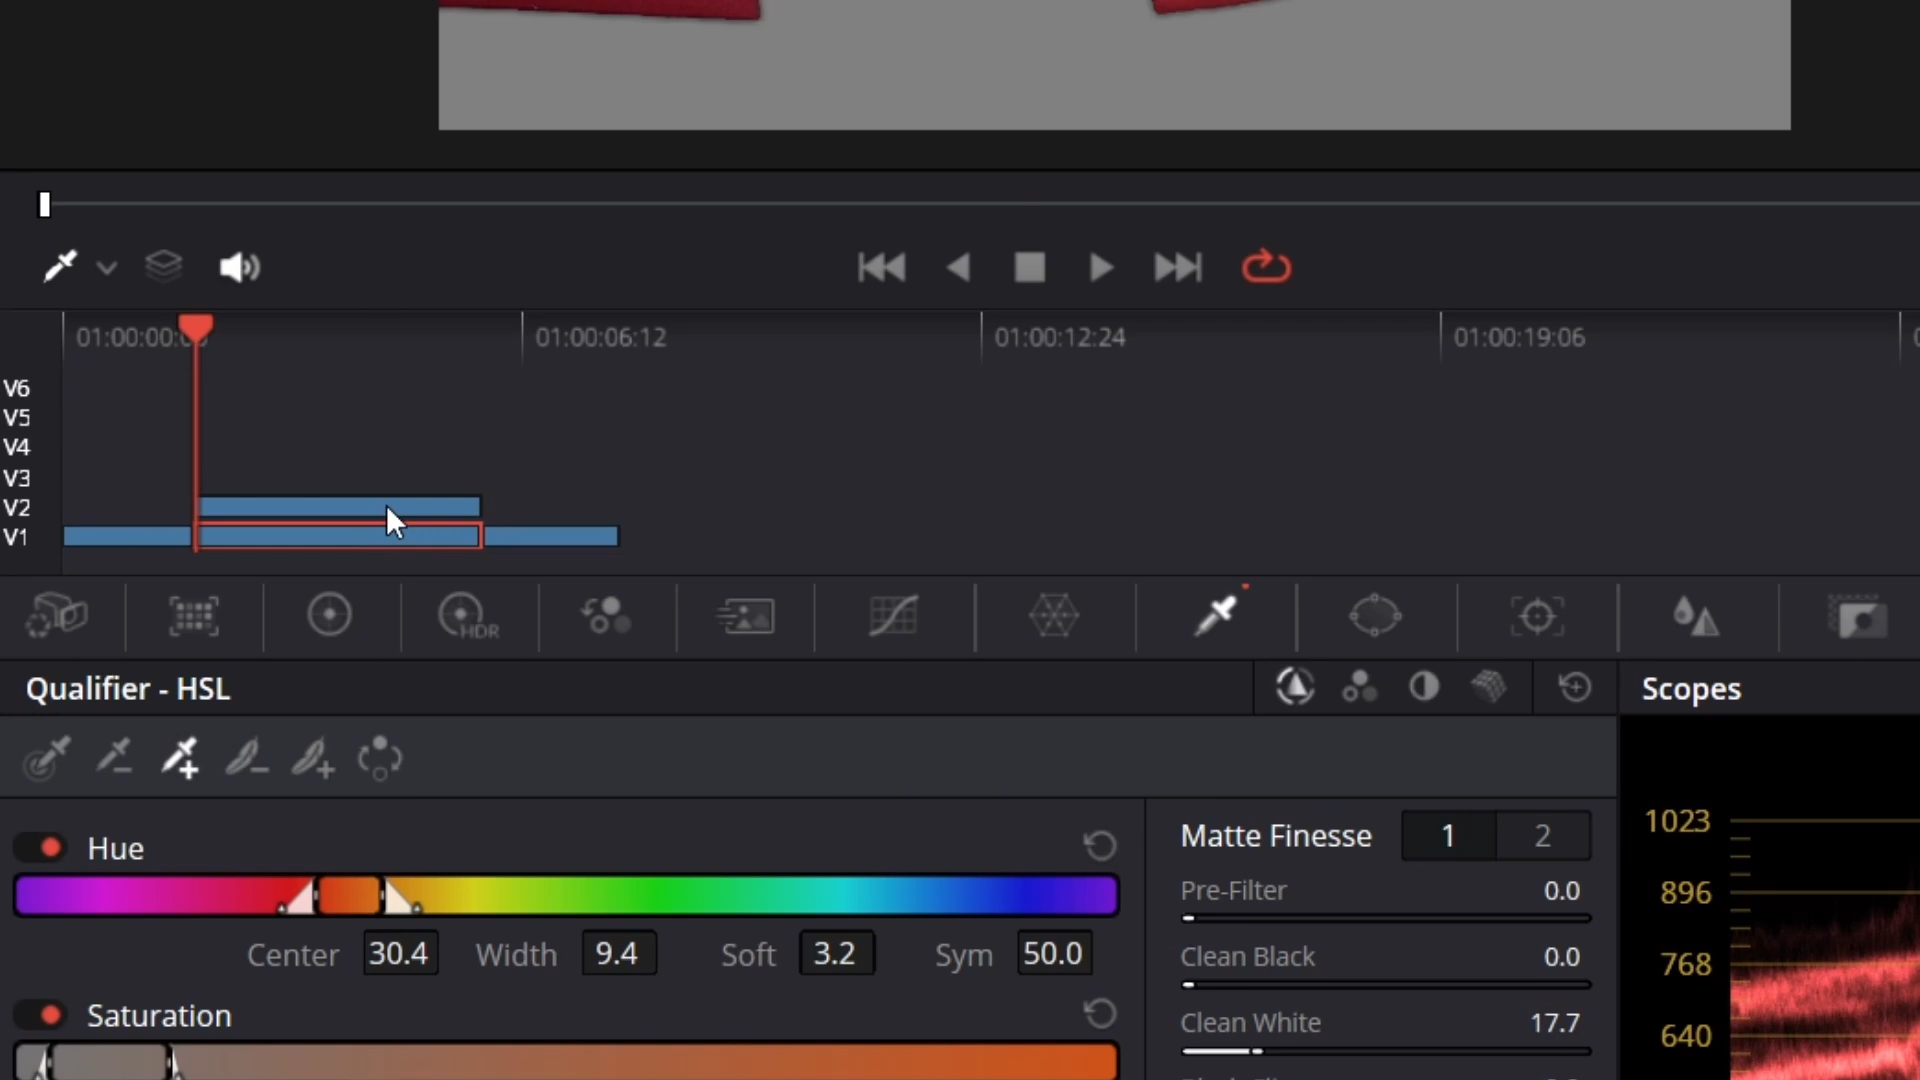 01:00:00:00
01:00:06:12
01:00:12:24
01:00:19:06
V6
V5
V4
V3
V2
V1
HDR
Qualifier - HSL
Scopes
Hue
Center 30.4 Width 9.4 Soft 3.2 Sym 50.0
Saturation
Matte Finesse 1 2
Pre-Filter 0.0
Clean Black 0.0
Clean White 17.7
1023
896
768
640